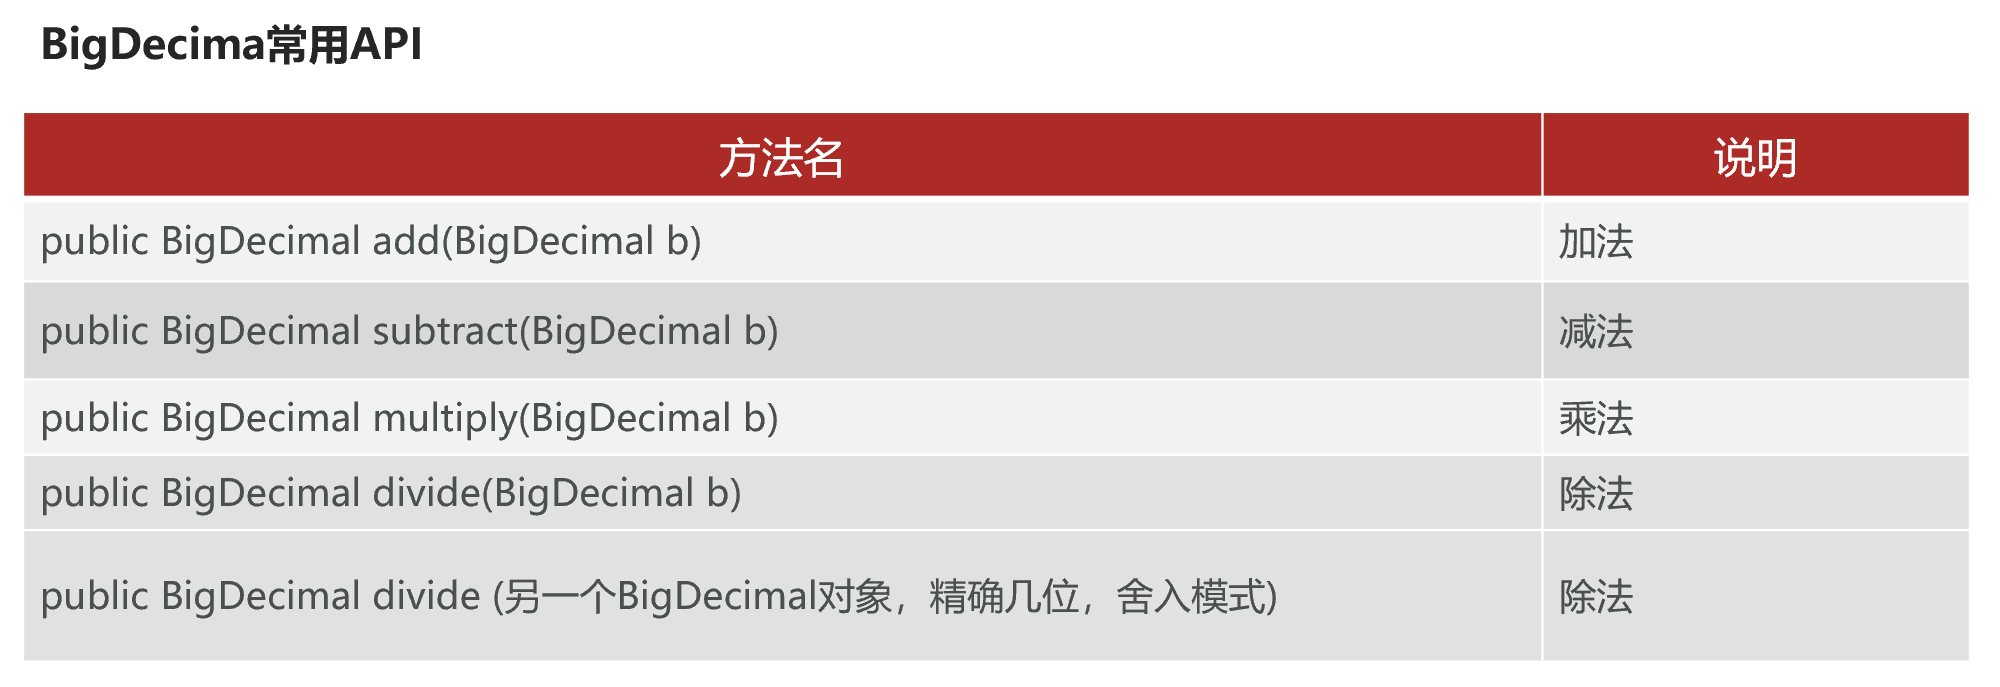 BigDecima常用API
方法名 说明
public BigDecimal add(BigDecimal b) 加法
public BigDecimal subtract(BigDecimal b) 减法
public BigDecimal multiply(BigDecimal b) 乘法
public BigDecimal divide(BigDecimal b) 除法
public BigDecimal divide (另一个BigDecimal对象，精确几位，舍入模式) 除法